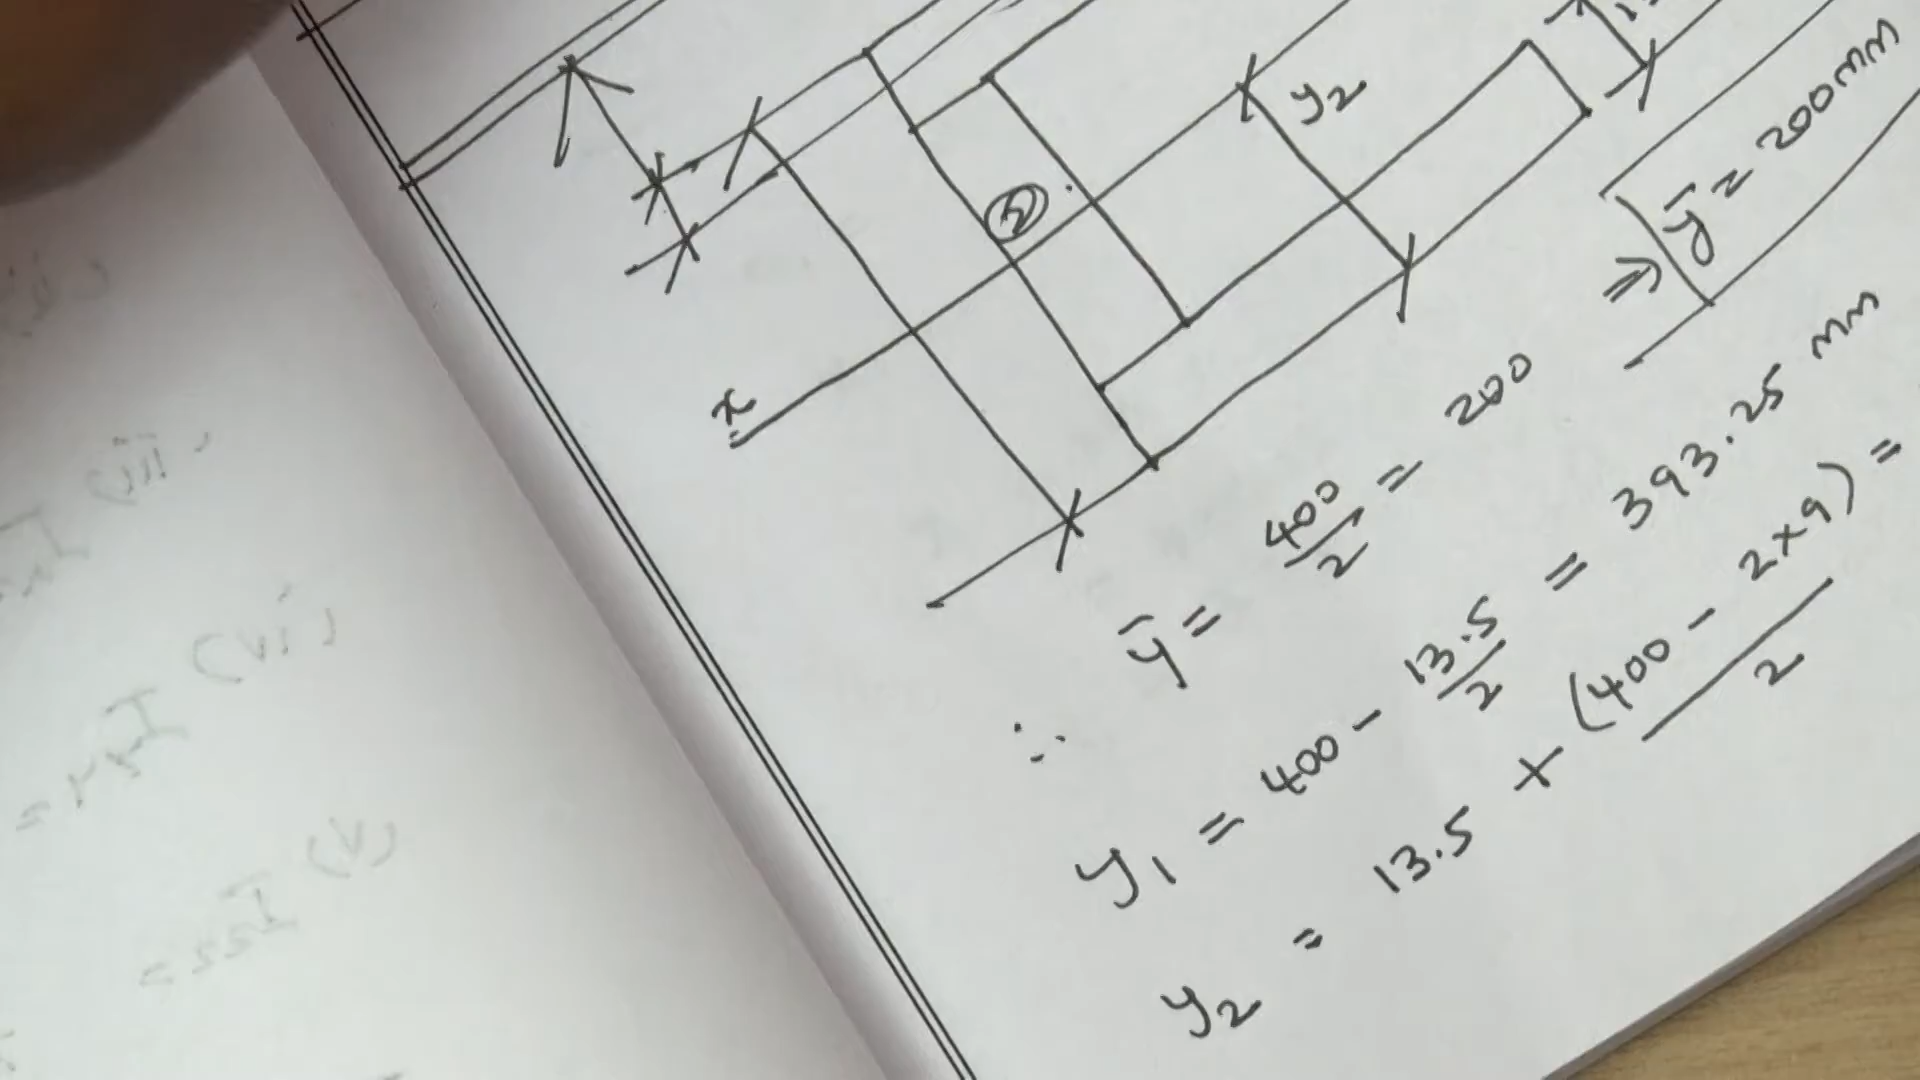 y₂
②
x
ȳ = 400/2 = 200
⇒ ȳ = 200mm
∴
y₁ = 400 - 13.5/2 = 393.25 mm
y₂ = 13.5 + (400 - 2×9)/2 =